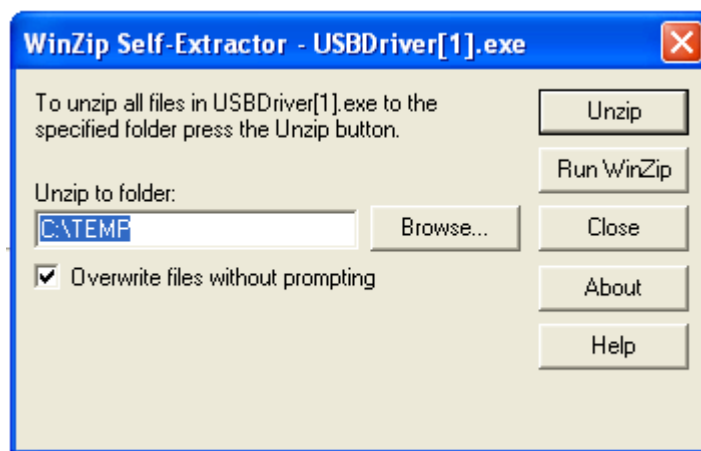 WinZip Self-Extractor - USBDriver[1].exe
To unzip all files in USBDriver[1].exe to the
specified folder press the Unzip button.
Unzip to folder:
C:\TEMP
Browse...
Overwrite files without prompting
Unzip
Run WinZip
Close
About
Help